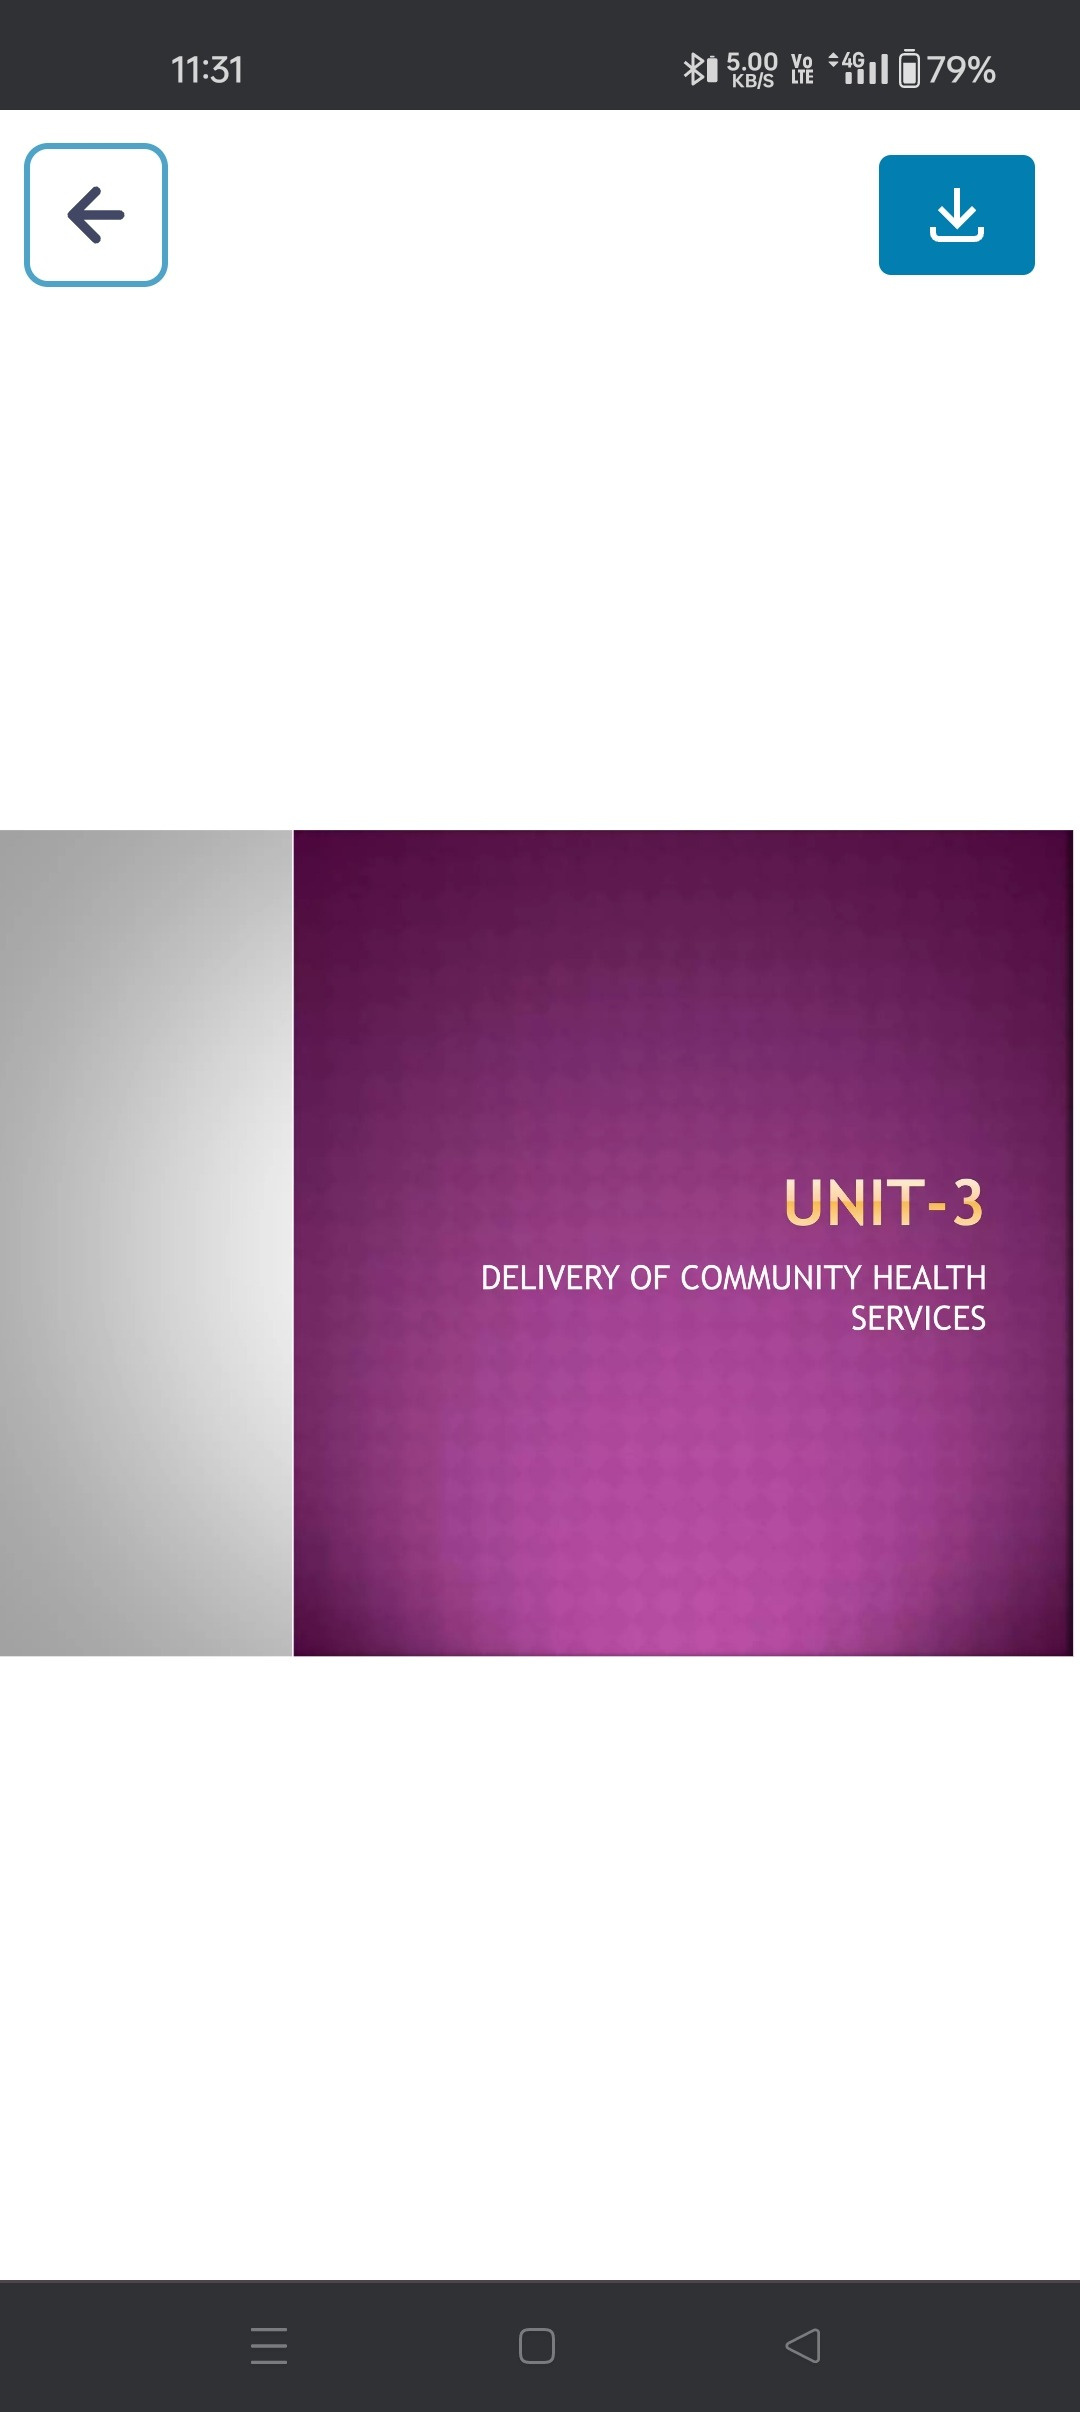 11:31
5.00
KB/S
Vo
LTE
4G
79%
UNIT-3
DELIVERY OF COMMUNITY HEALTH
SERVICES